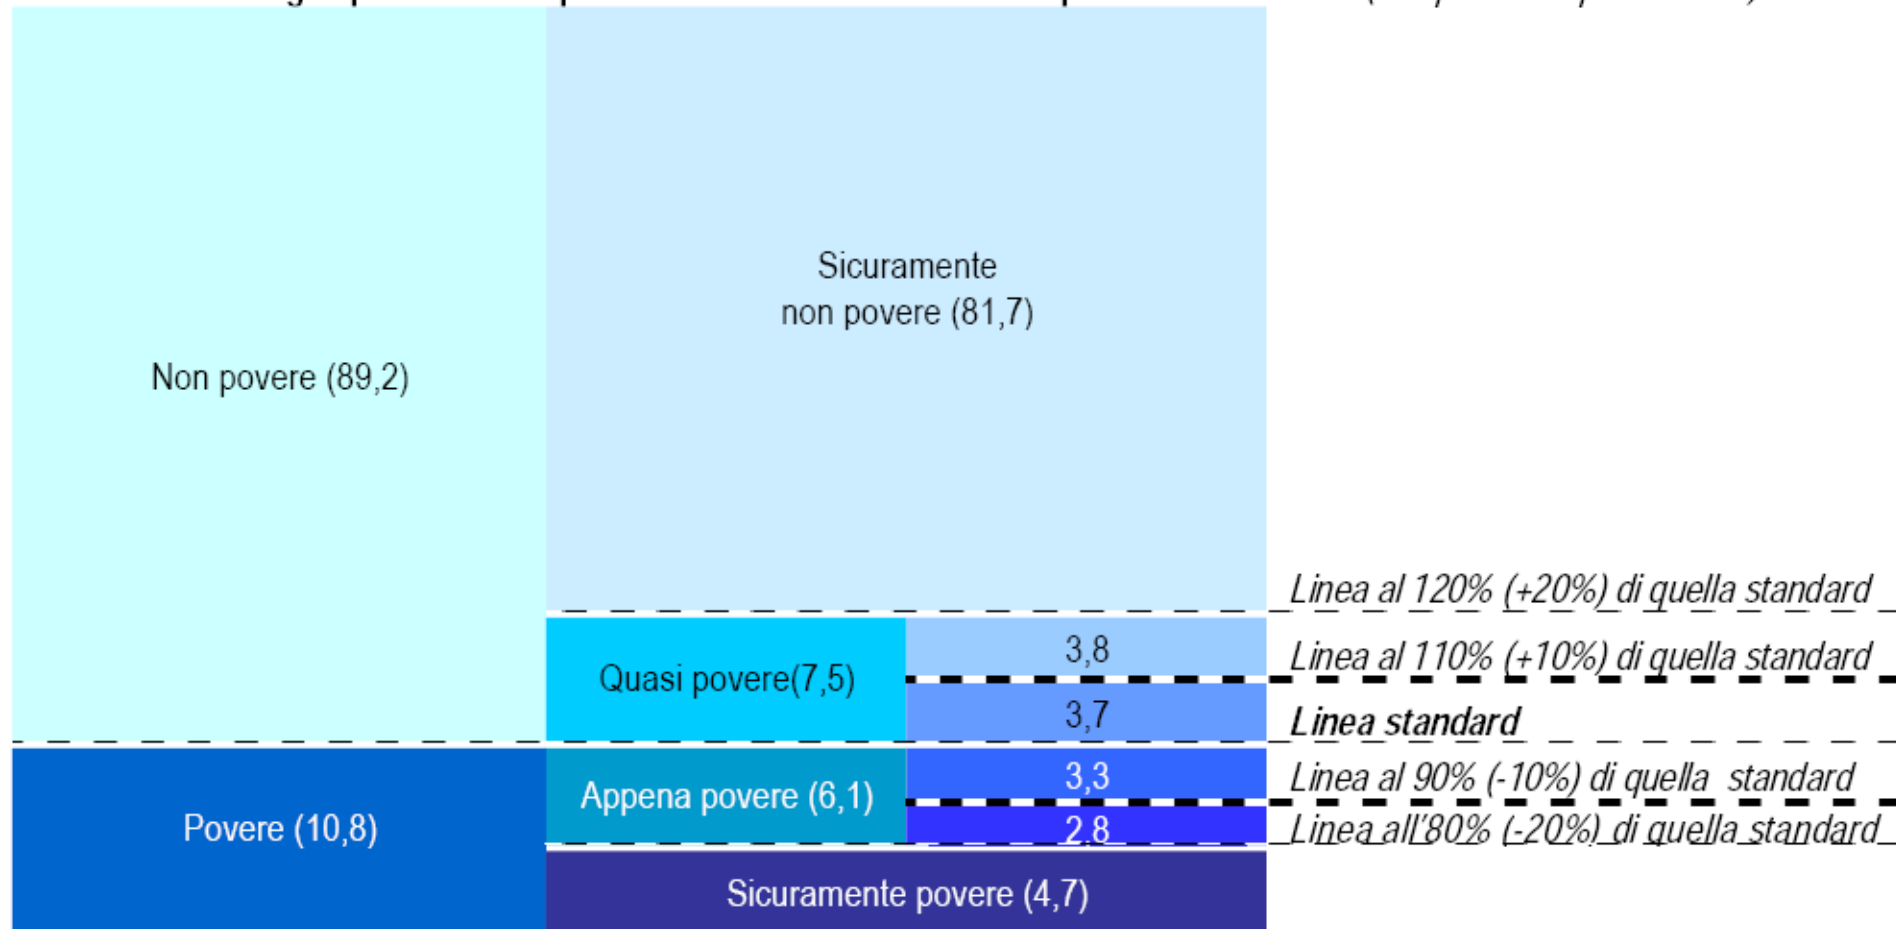 Sicuramente
non povere (81,7)
Non povere (89,2)
Linea al 120% (+20%) di quella standard
3,8
Quasi povere(7,5)
Linea al 110% (+10%) di quella standard
3,7
Linea standard
3,3
Linea al 90% (-10%) di quella standard
Appena povere (6,1)
2,8
Linea all'80% (-20%) di quella standard
Povere (10,8)
Sicuramente povere (4,7)